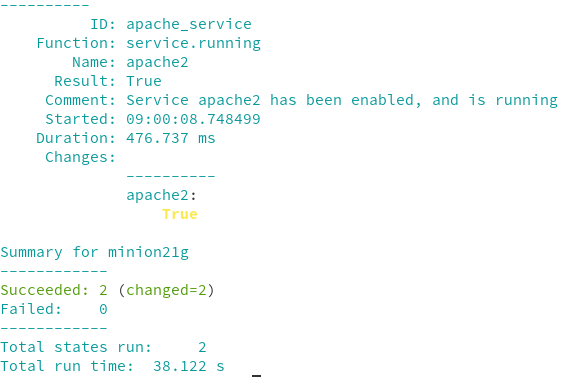 ----------
          ID: apache_service
    Function: service.running
        Name: apache2
      Result: True
     Comment: Service apache2 has been enabled, and is running
     Started: 09:00:08.748499
    Duration: 476.737 ms
     Changes:
              ----------
              apache2:
                  True

Summary for minion21g
------------
Succeeded: 2 (changed=2)
Failed:    0
------------
Total states run:     2
Total run time:  38.122 s